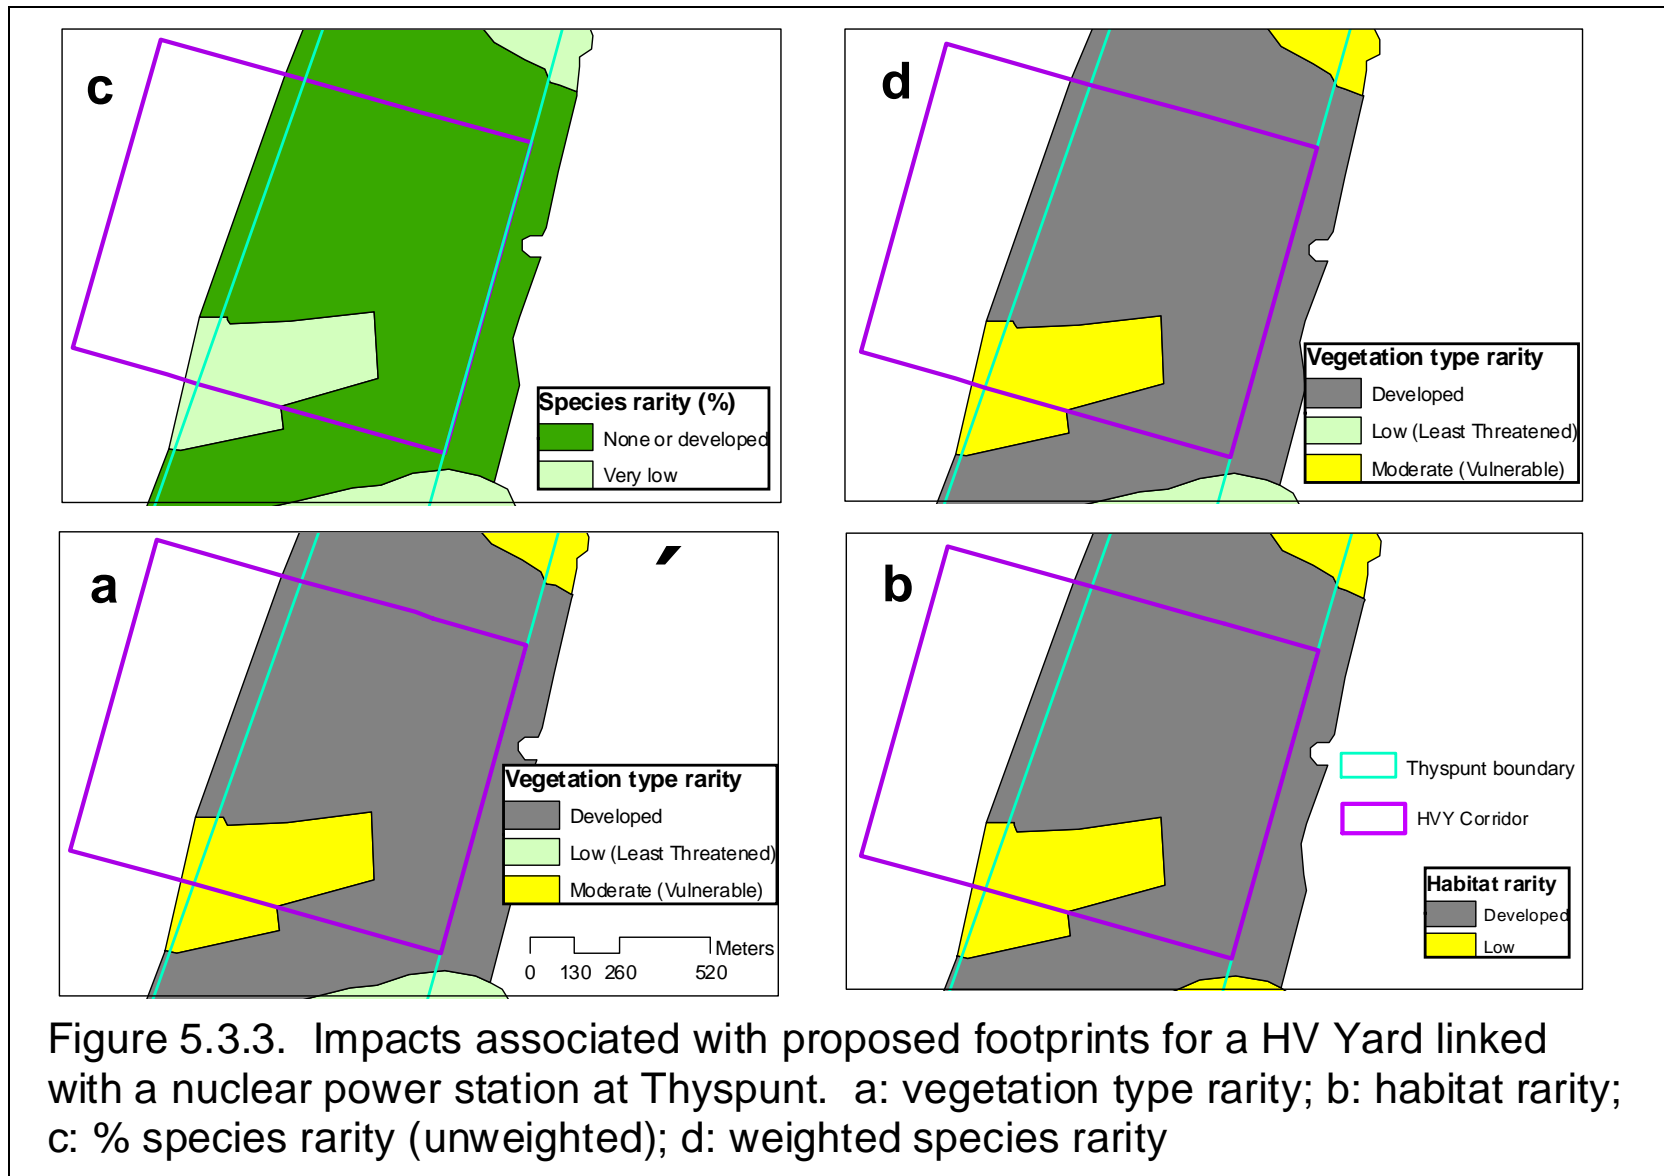 c
Species rarity (%)
None or developed
Very low
d
Vegetation type rarity
Developed
Low (Least Threatened)
Moderate (Vulnerable)
a
Vegetation type rarity
Developed
Low (Least Threatened)
Moderate (Vulnerable)
Meters
0 130 260 520
b
Thyspunt boundary
HVY Corridor
Habitat rarity
Developed
Low
Figure 5.3.3. Impacts associated with proposed footprints for a HV Yard linked
with a nuclear power station at Thyspunt. a: vegetation type rarity; b: habitat rarity;
c: % species rarity (unweighted); d: weighted species rarity